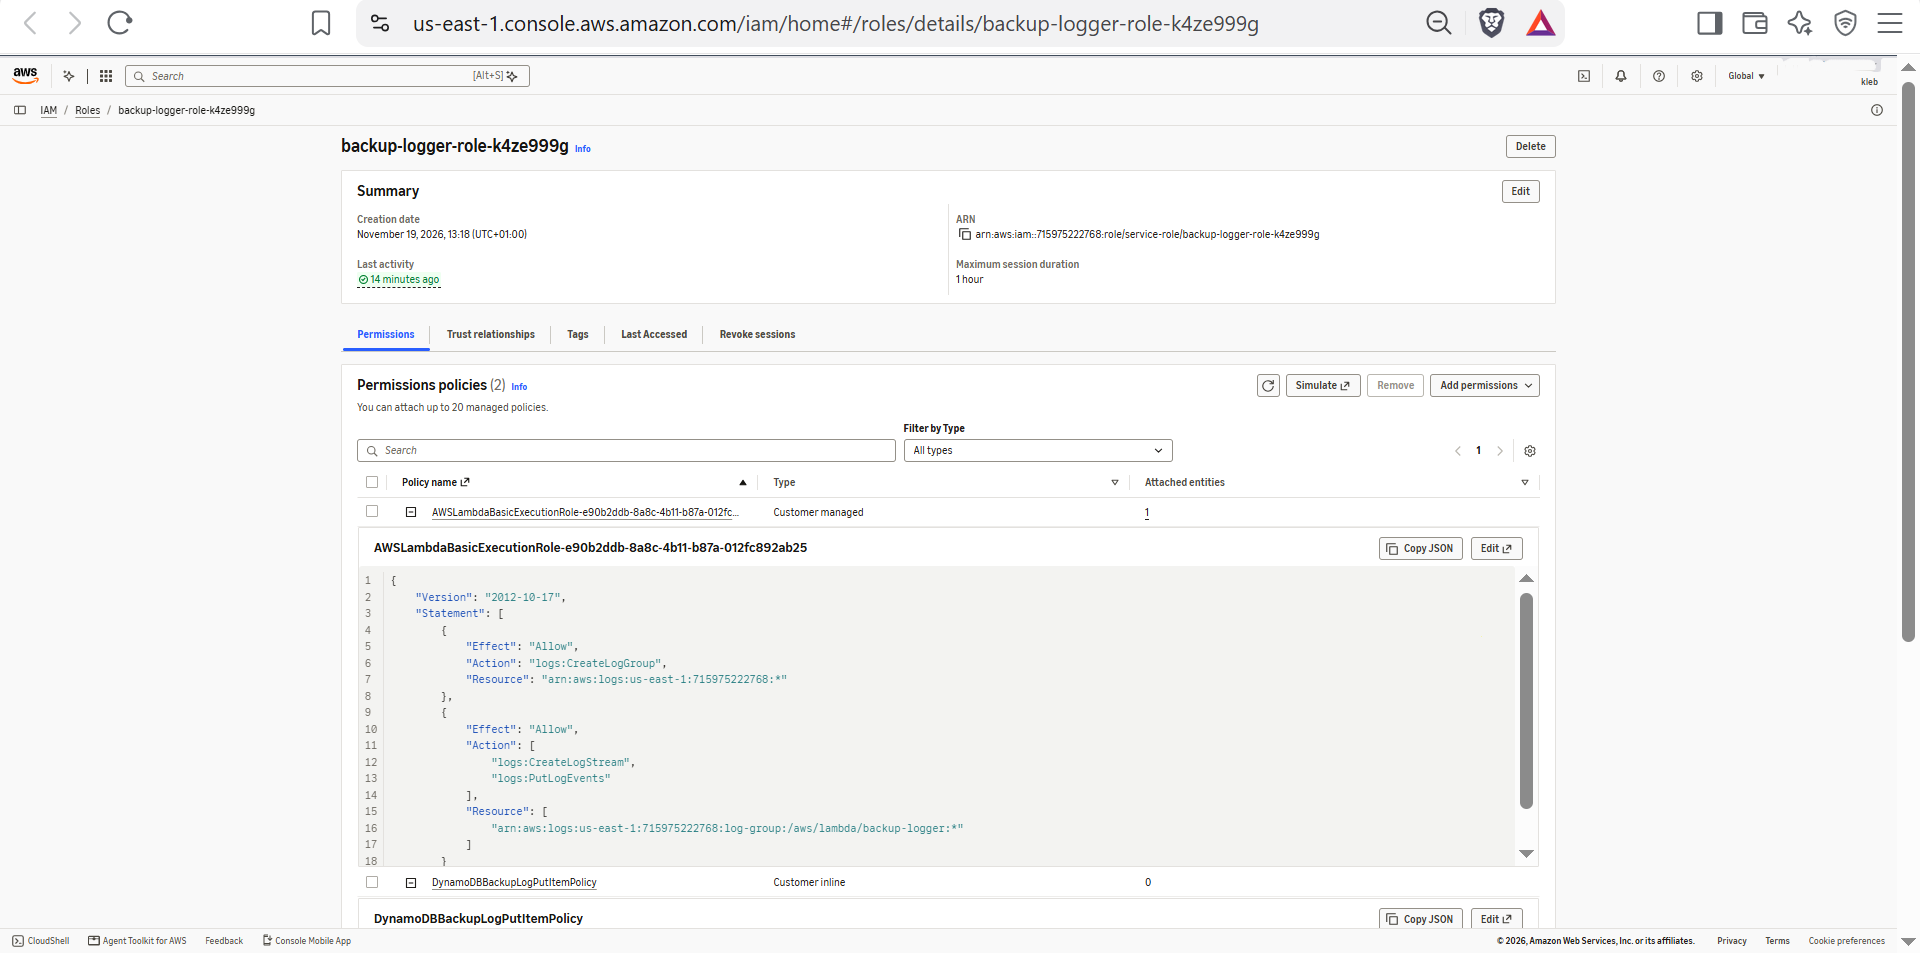 us-east-1.console.aws.amazon.com/iam/home#/roles/details/backup-logger-role-k4ze999g
aws
Search [Alt+S]
Global
kleb
IAM / Roles / backup-logger-role-k4ze999g
backup-logger-role-k4ze999g Info
Delete
Summary
Edit
Creation date
November 19, 2026, 13:18 (UTC+01:00)
ARN
arn:aws:iam::715975222768:role/service-role/backup-logger-role-k4ze999g
Last activity
14 minutes ago
Maximum session duration
1 hour
Permissions
Trust relationships
Tags
Last Accessed
Revoke sessions
Permissions policies (2) Info
Simulate
Remove
Add permissions
You can attach up to 20 managed policies.
Filter by Type
Search
All types
1
Policy name
Type
Attached entities
AWSLambdaBasicExecutionRole-e90b2ddb-8a8c-4b11-b87a-012fc...
Customer managed
1
AWSLambdaBasicExecutionRole-e90b2ddb-8a8c-4b11-b87a-012fc892ab25
Copy JSON
Edit
1 {
2 "Version": "2012-10-17",
3 "Statement": [
4 {
5 "Effect": "Allow",
6 "Action": "logs:CreateLogGroup",
7 "Resource": "arn:aws:logs:us-east-1:715975222768:*"
8 },
9 {
10 "Effect": "Allow",
11 "Action": [
12 "logs:CreateLogStream",
13 "logs:PutLogEvents"
14 ],
15 "Resource": [
16 "arn:aws:logs:us-east-1:715975222768:log-group:/aws/lambda/backup-logger:*"
17 ]
18 }
DynamoDBBackupLogPutItemPolicy
Customer inline
0
DynamoDBBackupLogPutItemPolicy
Copy JSON
Edit
CloudShell
Agent Toolkit for AWS
Feedback
Console Mobile App
© 2026, Amazon Web Services, Inc. or its affiliates.
Privacy
Terms
Cookie preferences